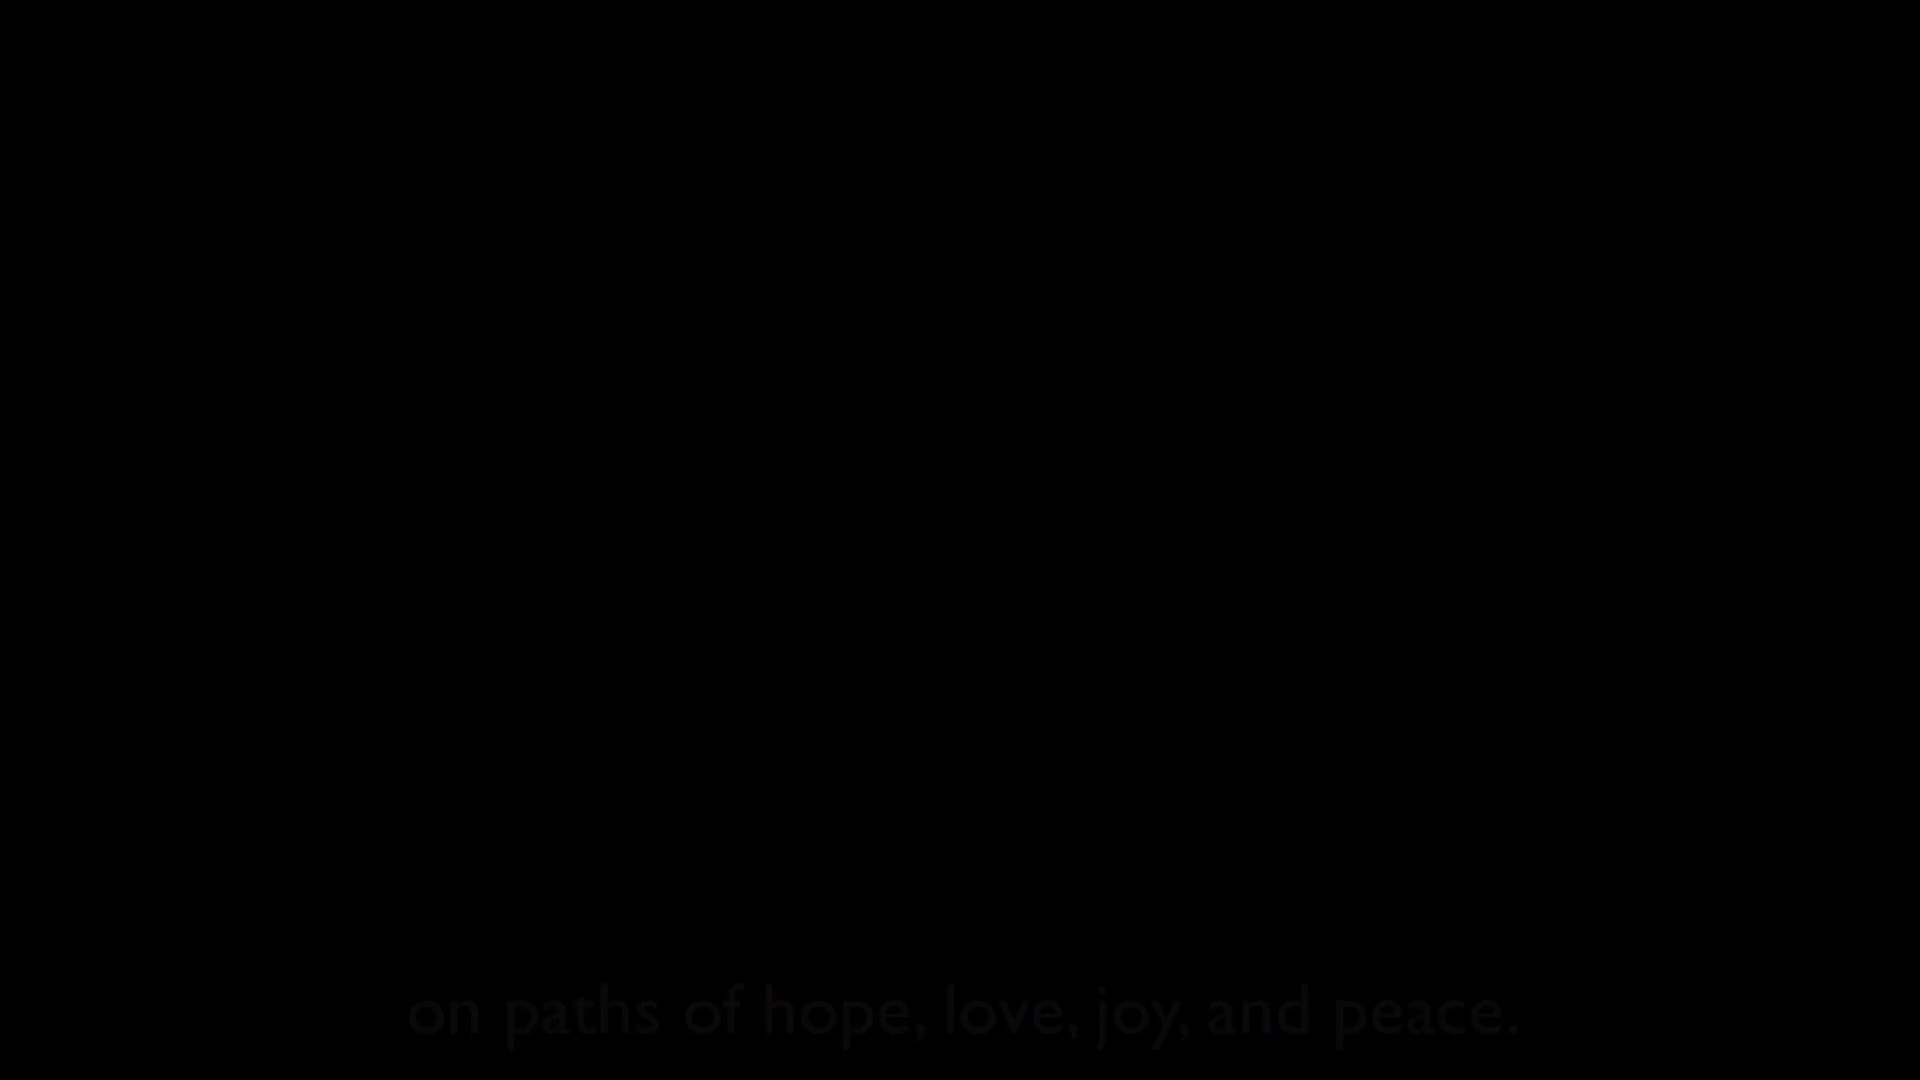 on paths of hope, love, joy, and peace.